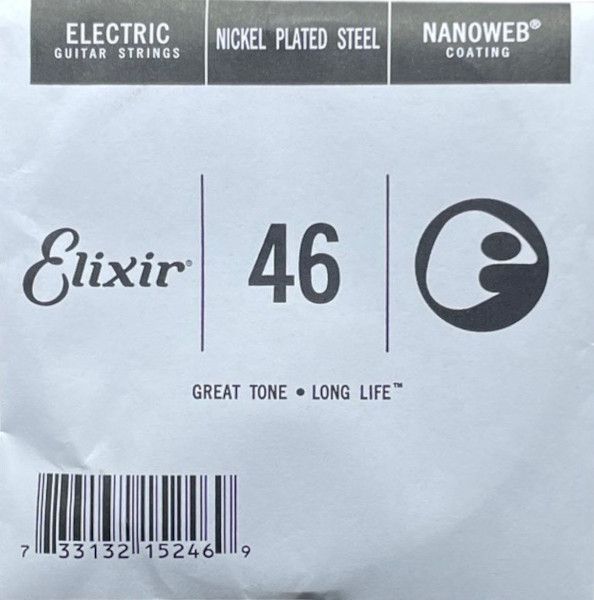 ELECTRIC
GUITAR STRINGS
NICKEL PLATED STEEL
NANOWEB®
COATING
Elixir®
46
GREAT TONE • LONG LIFE™
7 33132 15246 9